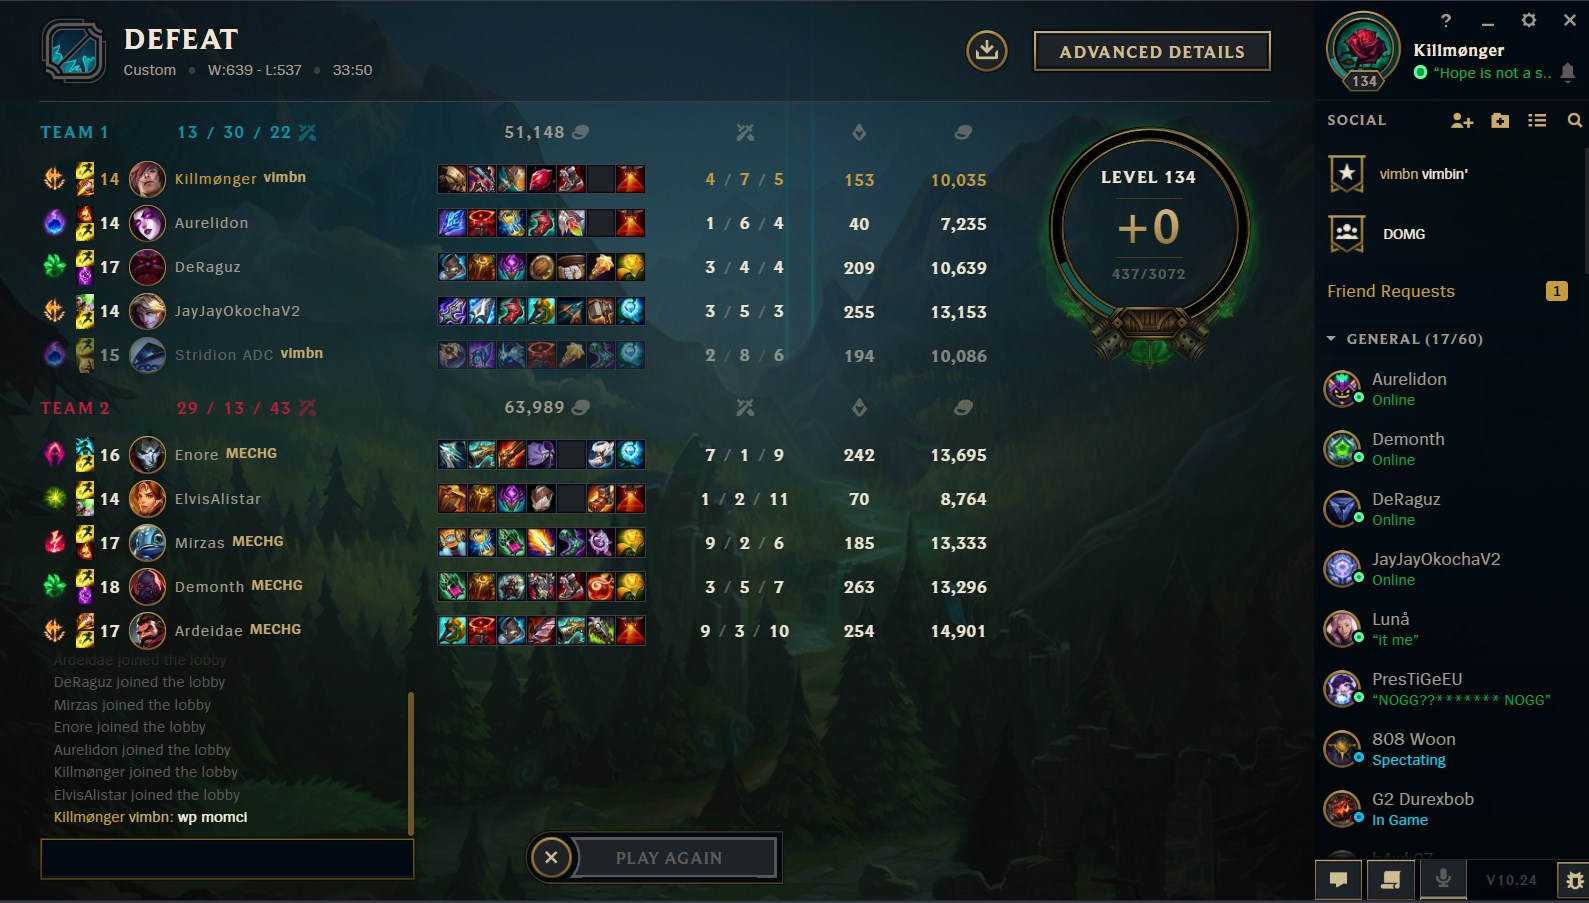 DEFEAT
Custom • W:639 - L:537 • 33:50
ADVANCED DETAILS
TEAM 1 13 / 30 / 22 51,148
14 Killmønger vimbn 4 / 7 / 5 153 10,035
14 Aurelidon 1 / 6 / 4 40 7,235
17 DeRaguz 3 / 4 / 4 209 10,639
14 JayJayOkochaV2 3 / 5 / 3 255 13,153
15 Stridion ADC vimbn 2 / 8 / 6 194 10,086
TEAM 2 29 / 13 / 43 63,989
16 Enore MECHG 7 / 1 / 9 242 13,695
14 ElvisAlistar 1 / 2 / 11 70 8,764
17 Mirzas MECHG 9 / 2 / 6 185 13,333
18 Demonth MECHG 3 / 5 / 7 263 13,296
17 Ardeidae MECHG 9 / 3 / 10 254 14,901
LEVEL 134
+0
437/3072
Ardeidae joined the lobby
DeRaguz joined the lobby
Mirzas joined the lobby
Enore joined the lobby
Aurelidon joined the lobby
Killmønger joined the lobby
ElvisAlistar joined the lobby
Killmønger vimbn: wp momci
PLAY AGAIN
?
Killmønger
134
“Hope is not a s..
SOCIAL
vimbn vimbin'
DOMG
Friend Requests 1
GENERAL (17/60)
Aurelidon
Online
Demonth
Online
DeRaguz
Online
JayJayOkochaV2
Online
Lunå
“it me”
PresTiGeEU
“NOGG??******* NOGG”
808 Woon
Spectating
G2 Durexbob
In Game
V10.24